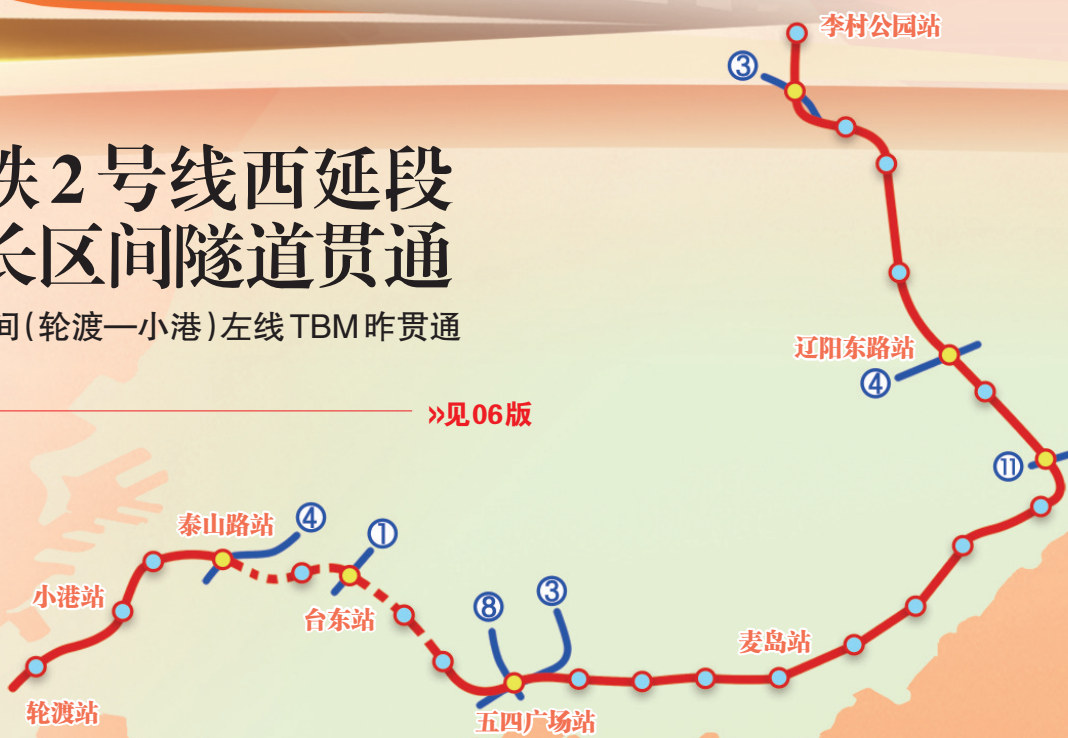 李村公园站
③
铁2号线西延段
长区间隧道贯通
间(轮渡—小港)左线TBM昨贯通
辽阳东路站
④
»见06版
⑪
泰山路站
④
①
小港站
台东站
⑧
③
麦岛站
轮渡站
五四广场站